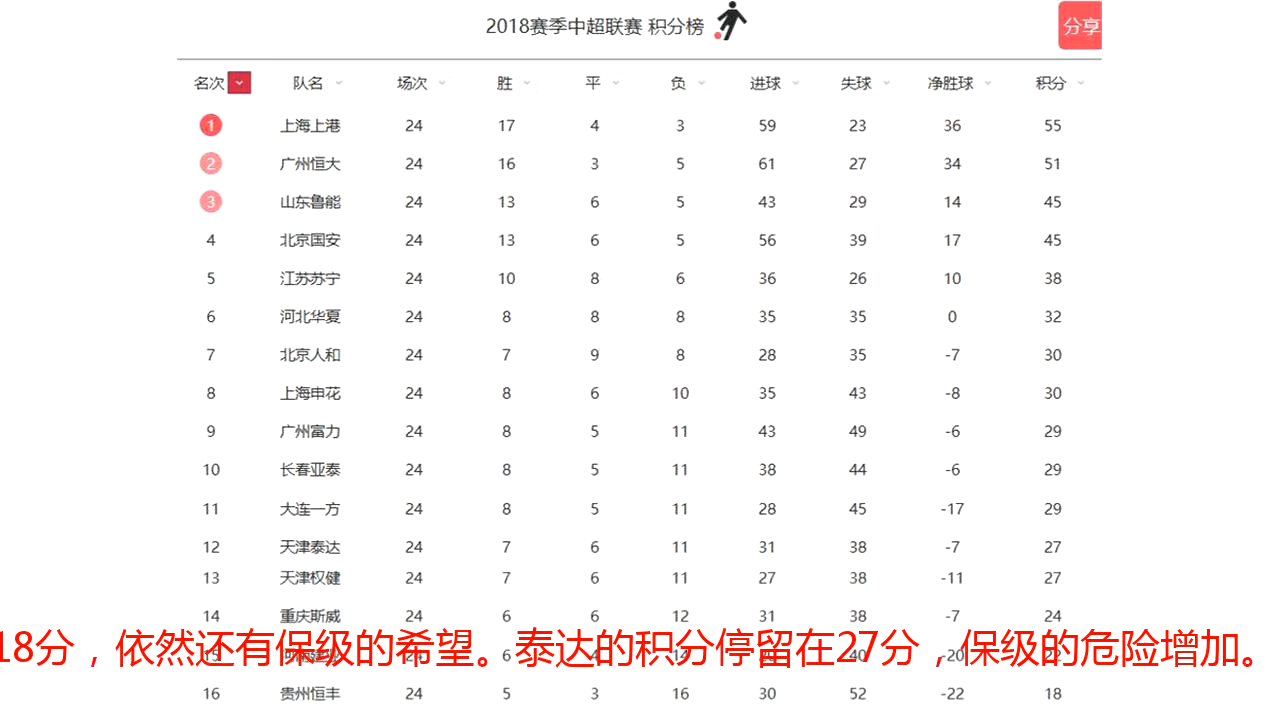 2018赛季中超联赛 积分榜
分享
名次 队名 场次 胜 平 负 进球 失球 净胜球 积分
1 上海上港 24 17 4 3 59 23 36 55
2 广州恒大 24 16 3 5 61 27 34 51
3 山东鲁能 24 13 6 5 43 29 14 45
4 北京国安 24 13 6 5 56 39 17 45
5 江苏苏宁 24 10 8 6 36 26 10 38
6 河北华夏 24 8 8 8 35 35 0 32
7 北京人和 24 7 9 8 28 35 -7 30
8 上海申花 24 8 6 10 35 43 -8 30
9 广州富力 24 8 5 11 43 49 -6 29
10 长春亚泰 24 8 5 11 38 44 -6 29
11 大连一方 24 8 5 11 28 45 -17 29
12 天津泰达 24 7 6 11 31 38 -7 27
13 天津权健 24 7 6 11 27 38 -11 27
14 重庆斯威 24 6 6 12 31 38 -7 24
18分，依然还有保级的希望。泰达的积分停留在27分，保级的危险增加。
15 6 4 14 40 -20 22
16 贵州恒丰 24 5 3 16 30 52 -22 18